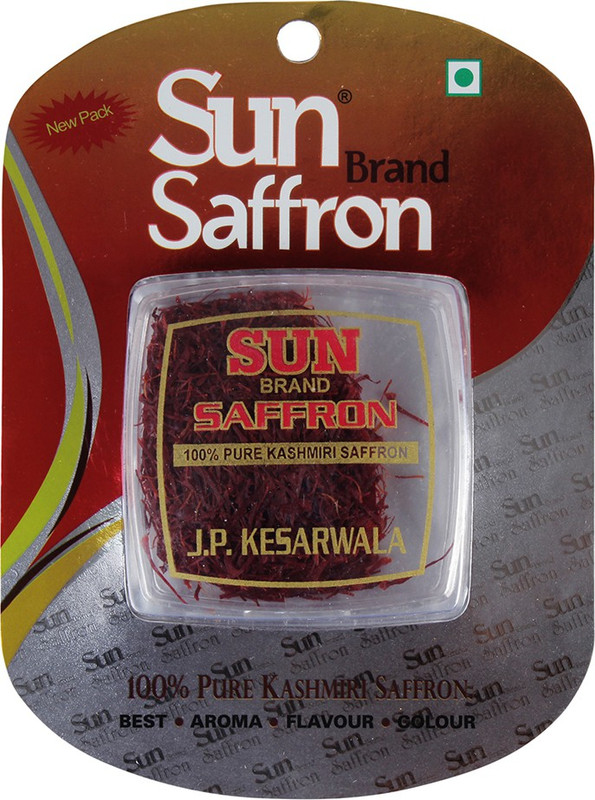 New Pack
Sun®
Brand
Saffron
SUN
BRAND
SAFFRON
100% PURE KASHMIRI SAFFRON
J.P. KESARWALA
100% PURE KASHMIRI SAFFRON
BEST • AROMA • FLAVOUR • COLOUR